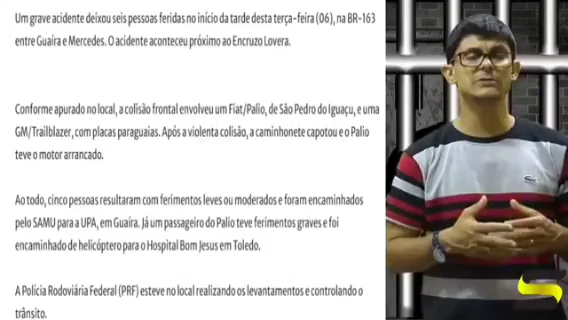 Um grave acidente deixou seis pessoas feridas no início da tarde desta terça-feira (06), na BR-163
entre Guaíra e Mercedes. O acidente aconteceu próximo ao Encruzo Lovera.
Conforme apurado no local, a colisão frontal envolveu um Fiat/Palio, de São Pedro do Iguaçu, e uma
GM/Trailblazer, com placas paraguaias. Após a violenta colisão, a caminhonete capotou e o Palio
teve o motor arrancado.
Ao todo, cinco pessoas resultaram com ferimentos leves ou moderados e foram encaminhados
pelo SAMU para a UPA, em Guaíra. Já um passageiro do Palio teve ferimentos graves e foi
encaminhado de helicóptero para o Hospital Bom Jesus em Toledo.
A Polícia Rodoviária Federal (PRF) esteve no local realizando os levantamentos e controlando o
trânsito.